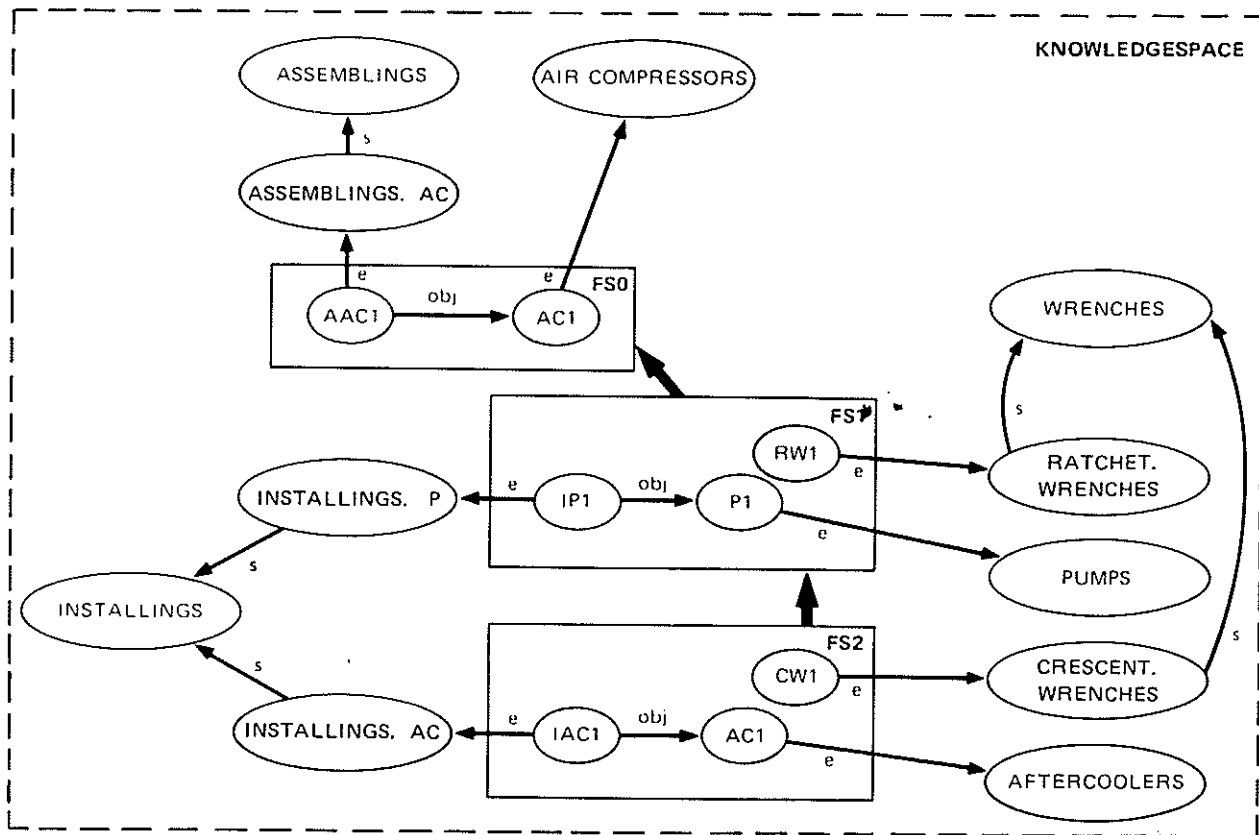 KNOWLEDGESPACE
ASSEMBLINGS
AIR COMPRESSORS
s
ASSEMBLINGS. AC
e
e
FS0
AAC1
obj
AC1
WRENCHES
s
FS1
RW1
e
RATCHET.
WRENCHES
INSTALLINGS. P
e
IP1
obj
P1
e
s
PUMPS
INSTALLINGS
s
s
FS2
CW1
e
CRESCENT.
WRENCHES
INSTALLINGS. AC
e
IAC1
obj
AC1
e
AFTERCOOLERS